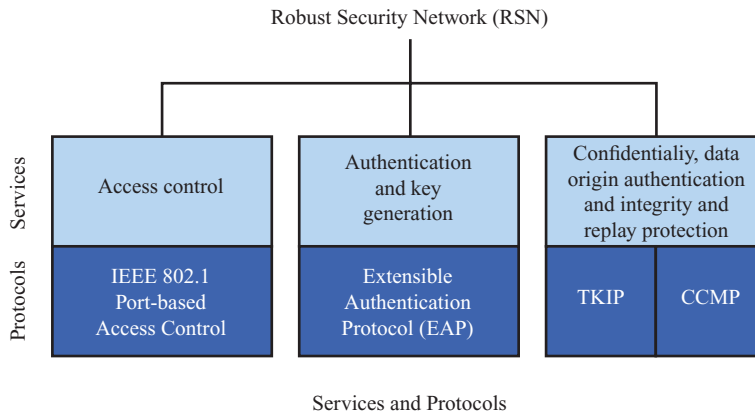 Robust Security Network (RSN)
Services
Access control
Authentication
and key
generation
Confidentialiy, data
origin authentication
and integrity and
replay protection
Protocols
IEEE 802.1
Port-based
Access Control
Extensible
Authentication
Protocol (EAP)
TKIP
CCMP
Services and Protocols